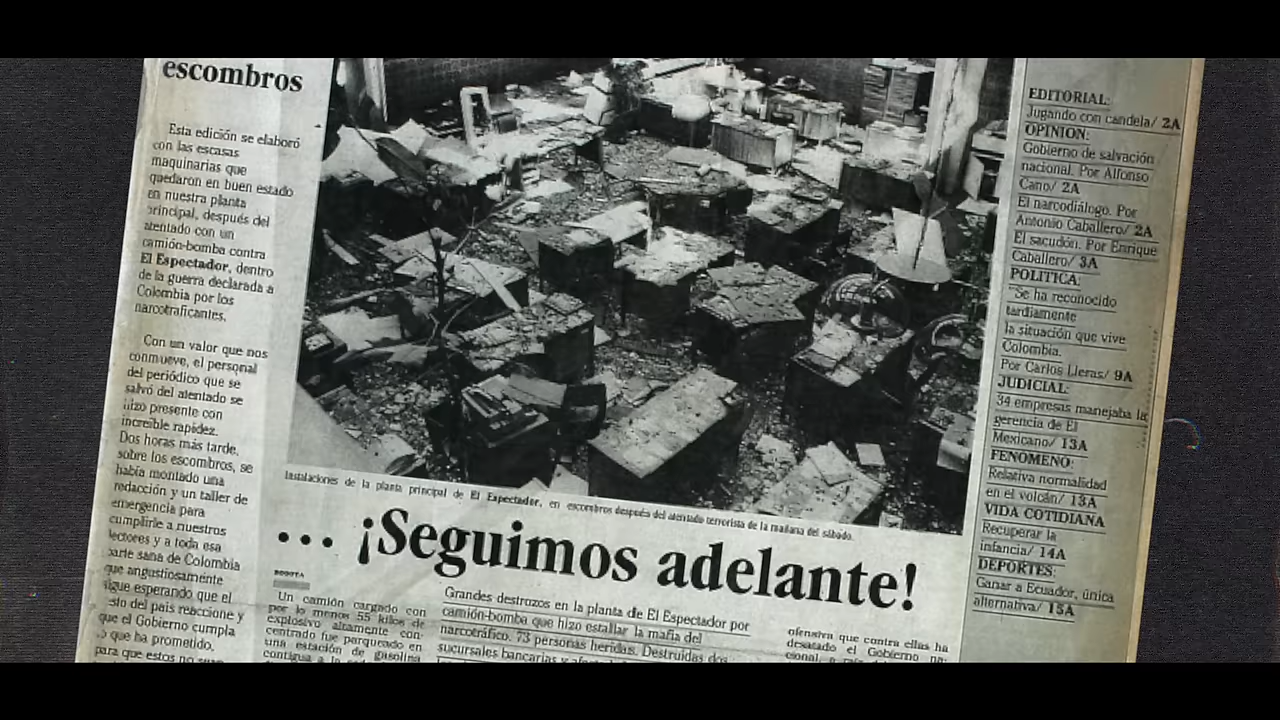 escombros
Esta edición se elaboró
con las escasas
maquinarias que
quedaron en buen estado
en nuestra planta
principal, después del
atentado con un
camión-bomba contra
El Espectador, dentro
de la guerra declarada a
Colombia por los
narcotraficantes.
Con un valor que nos
conmueve, el personal
del periódico que se
salvó del atentado se
hizo presente con
increíble rapidez.
Dos horas más tarde,
sobre los escombros, se
había montado una
redacción y un taller de
emergencia para
cumplirle a nuestros
lectores y a toda esa
parte sana de Colombia
que angustiosamente
sigue esperando que el
resto del país reaccione y
que el Gobierno cumpla
lo que ha prometido,
para que estos no sean
Instalaciones de la planta principal de El Espectador, en escombros después del atentado terrorista de la mañana del sábado.
... ¡Seguimos adelante!
BOGOTA
Un camión cargado con
por lo menos 55 kilos de
explosivo altamente con-
centrado fue parqueado en
una estación de gasolina
contigua a la
Grandes destrozos en la planta de El Espectador por
camión-bomba que hizo estallar la mafia del
narcotráfico. 73 personas heridas. Destruidas dos
sucursales bancarias y
ofensiva que contra ellas ha
desatado el Gobierno na-
cional, a
EDITORIAL:
Jugando con candela/ 2A
OPINION:
Gobierno de salvación
nacional. Por Alfonso
Cano/ 2A
El narcodiálogo. Por
Antonio Caballero/ 2A
El sacudón. Por Enrique
Caballero/ 3A
POLITICA:
"Se ha reconocido
tardíamente
la situación que vive
Colombia.
Por Carlos Lleras/ 9A
JUDICIAL:
34 empresas manejaba la
gerencia de El
Mexicano/ 13A
FENOMENO:
Relativa normalidad
en el volcán/ 13A
VIDA COTIDIANA
Recuperar la
infancia/ 14A
DEPORTES:
Ganar a Ecuador, única
alternativa/ 15A